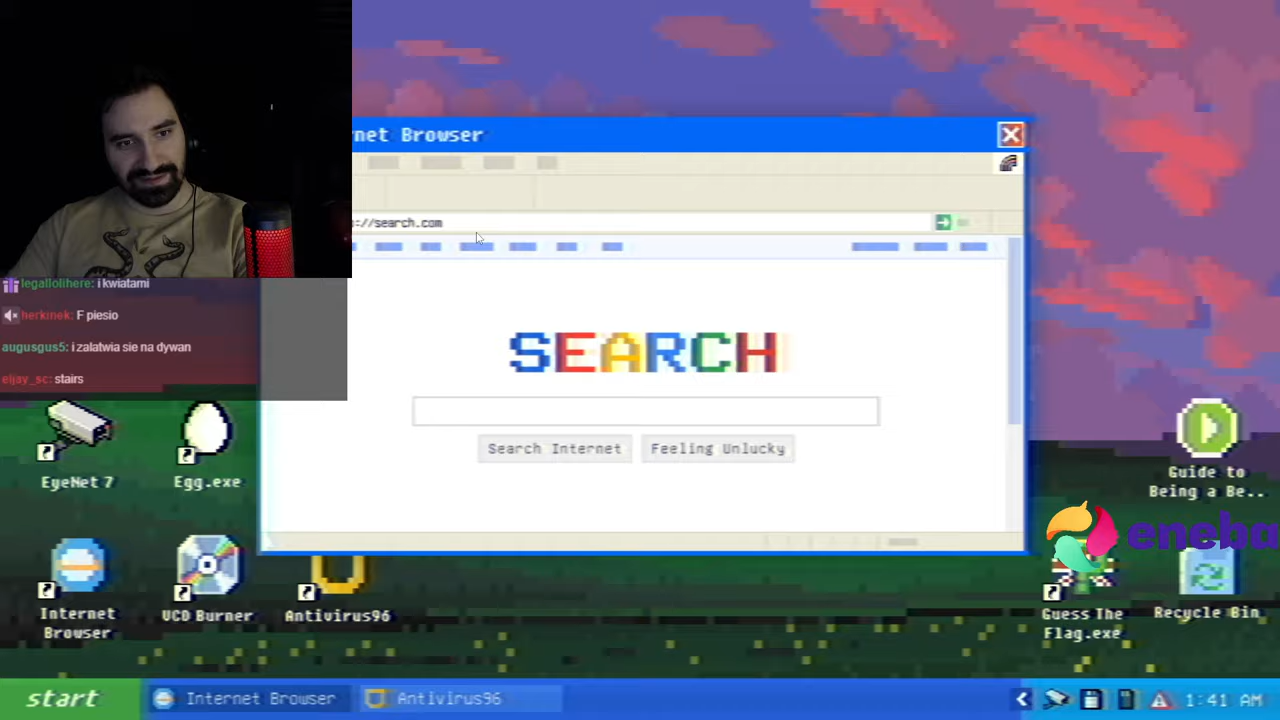 net Browser
://search.com
legallolihere: i kwiatami
herkinek: F piesio
augusgus5: i zalatwia sie na dywan
eljay_sc: stairs
SEARCH
Search Internet
Feeling Unlucky
EyeNet 7
Egg.exe
Guide to
Being a Be..
eneba
Internet
Browser
VCD Burner
Antivirus96
Guess The
Flag.exe
Recycle Bin
start
Internet Browser
Antivirus96
1:41 AM